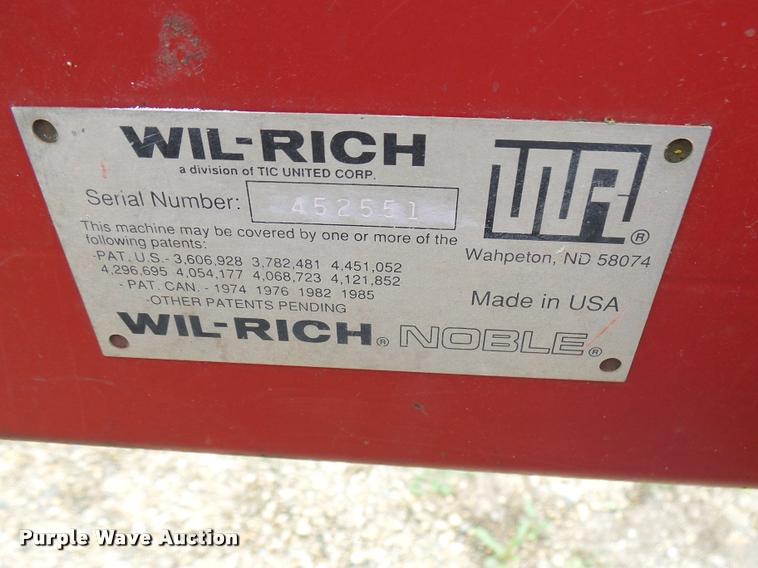 WIL-RICH
a division of TIC UNITED CORP.
Serial Number: 452551
This machine may be covered by one or more of the
following patents:
-PAT. U.S.- 3,606,928 3,782,481 4,451,052
4,296,695 4,054,177 4,068,723 4,121,852
- PAT. CAN. - 1974 1976 1982 1985
-OTHER PATENTS PENDING
WIL-RICH® NOBLE®
WR®
Wahpeton, ND 58074
Made in USA
Purple Wave Auction